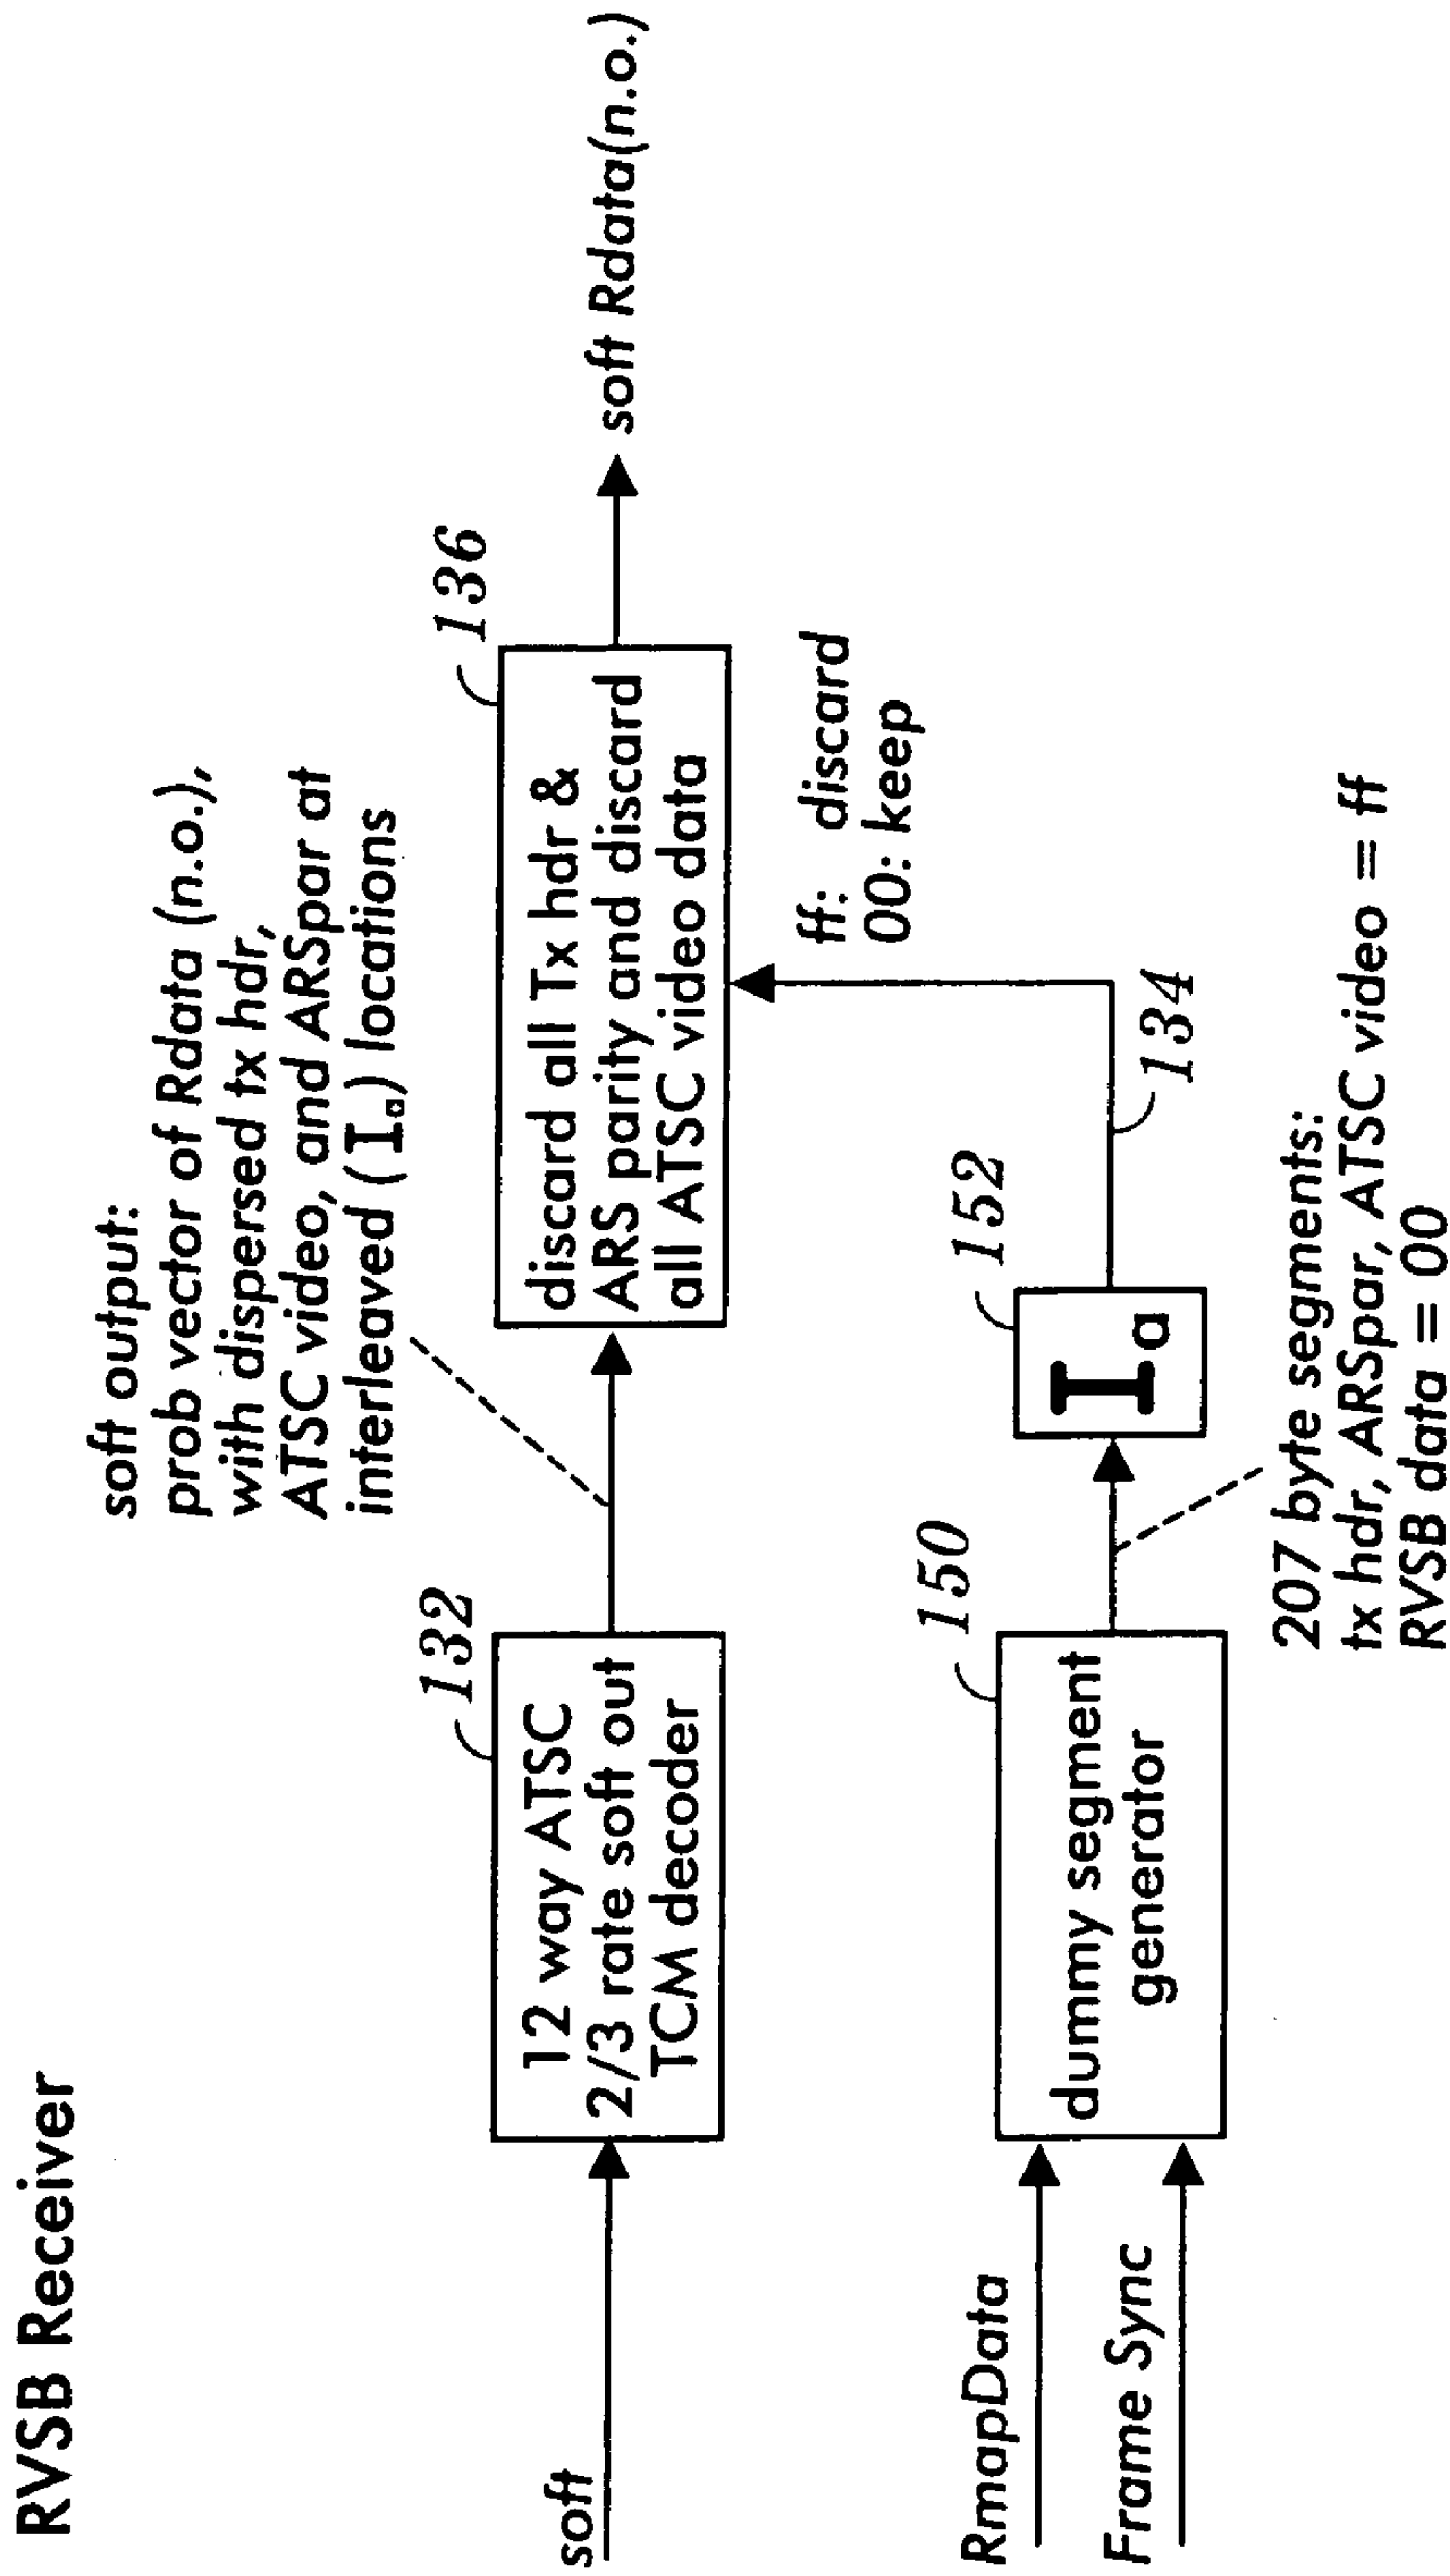 RVSB Receiver
soft output:
prob vector of Rdata (n.o.),
with dispersed tx hdr,
ATSC video, and ARSpar at
interleaved (Ia) locations
132
136
soft
12 way ATSC
2/3 rate soft out
TCM decoder
discard all Tx hdr &
ARS parity and discard
all ATSC video data
soft Rdata(n.o.)
ff: discard
00: keep
150
152
134
RmapData
Frame Sync
dummy segment
generator
Ia
207 byte segments:
tx hdr, ARSpar, ATSC video = ff
RVSB data = 00